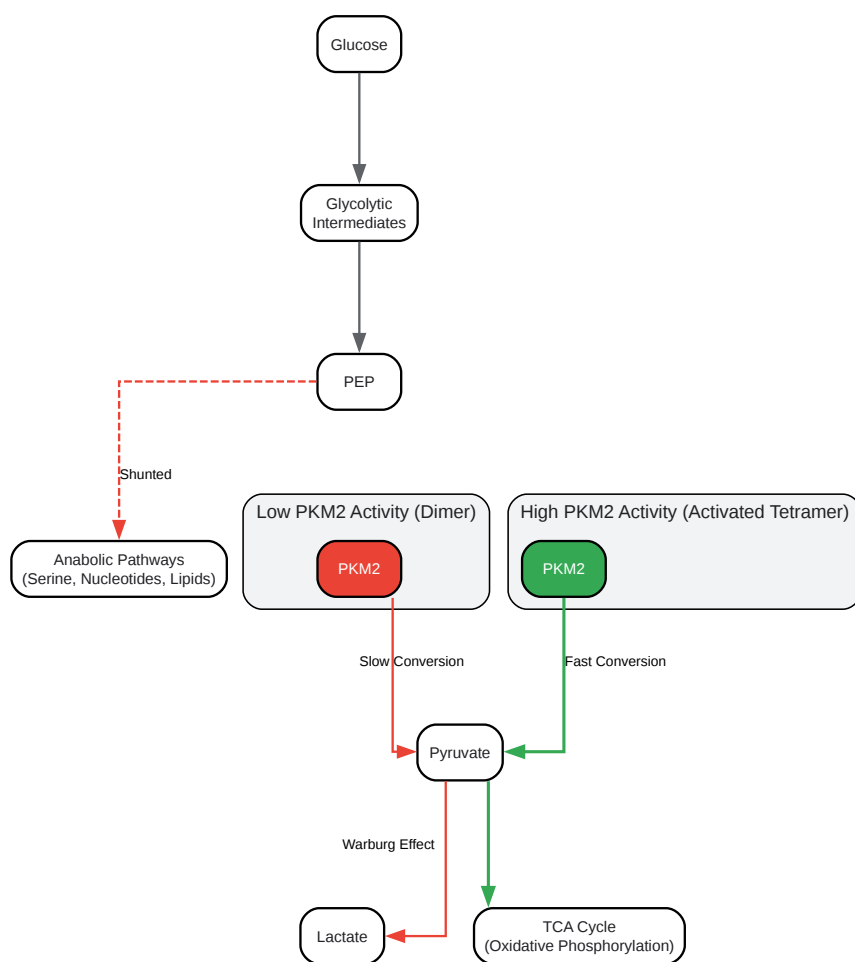 Glucose
Glycolytic
Intermediates
PEP
Shunted
Low PKM2 Activity (Dimer)
High PKM2 Activity (Activated Tetramer)
Anabolic Pathways
(Serine, Nucleotides, Lipids)
PKM2
PKM2
Slow Conversion
Fast Conversion
Pyruvate
Warburg Effect
Lactate
TCA Cycle
(Oxidative Phosphorylation)